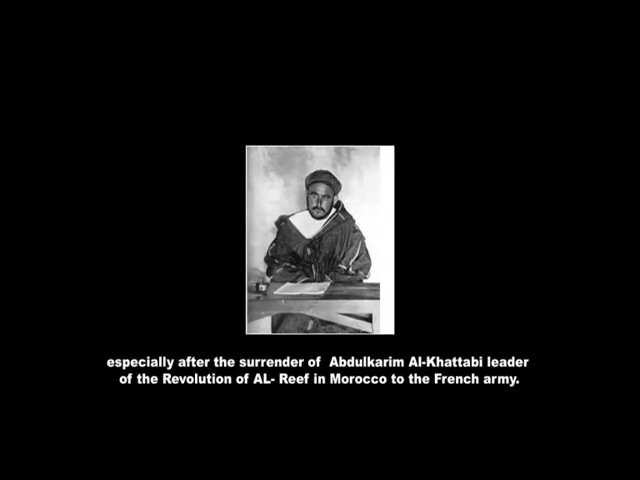 especially after the surrender of  Abdulkarim Al-Khattabi leader
of the Revolution of AL- Reef in Morocco to the French army.